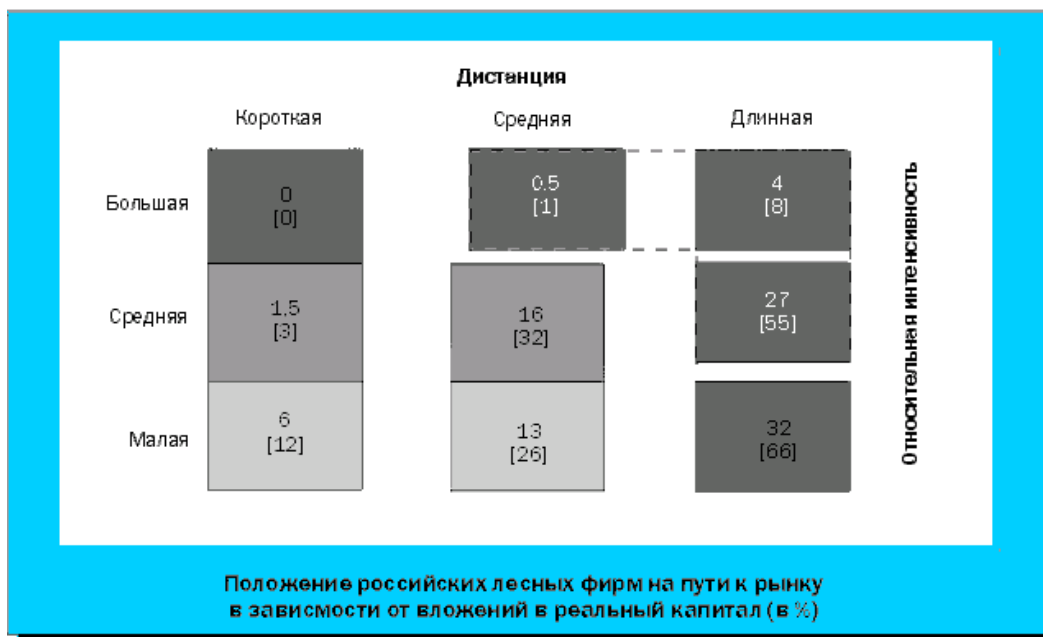 Дистанция
Короткая Средняя Длинная
Большая 0 0.5 4
[0] [1] [8]
Средняя 1,5 16 27
[3] [32] [55]
Малая 6 13 32
[12] [26] [66]
Относительная интенсивность
Положение российских лесных фирм на пути к рынку
в зависмости от вложений в реальный капитал (в %)